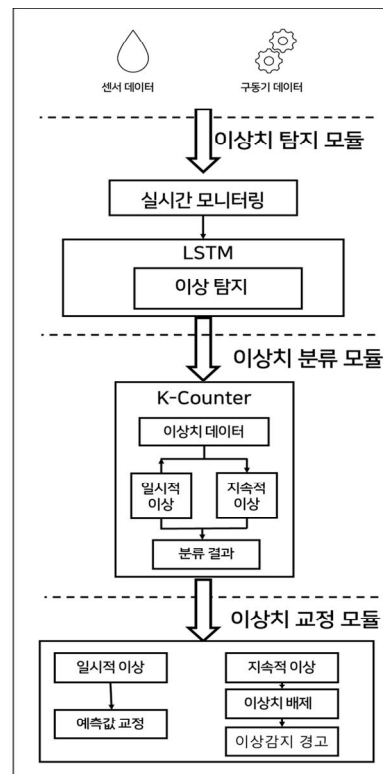 센서 데이터
구동기 데이터
이상치 탐지 모듈
실시간 모니터링
LSTM
이상 탐지
이상치 분류 모듈
K-Counter
이상치 데이터
일시적
이상
지속적
이상
분류 결과
이상치 교정 모듈
일시적 이상
지속적 이상
예측값 교정
이상치 배제
이상감지 경고